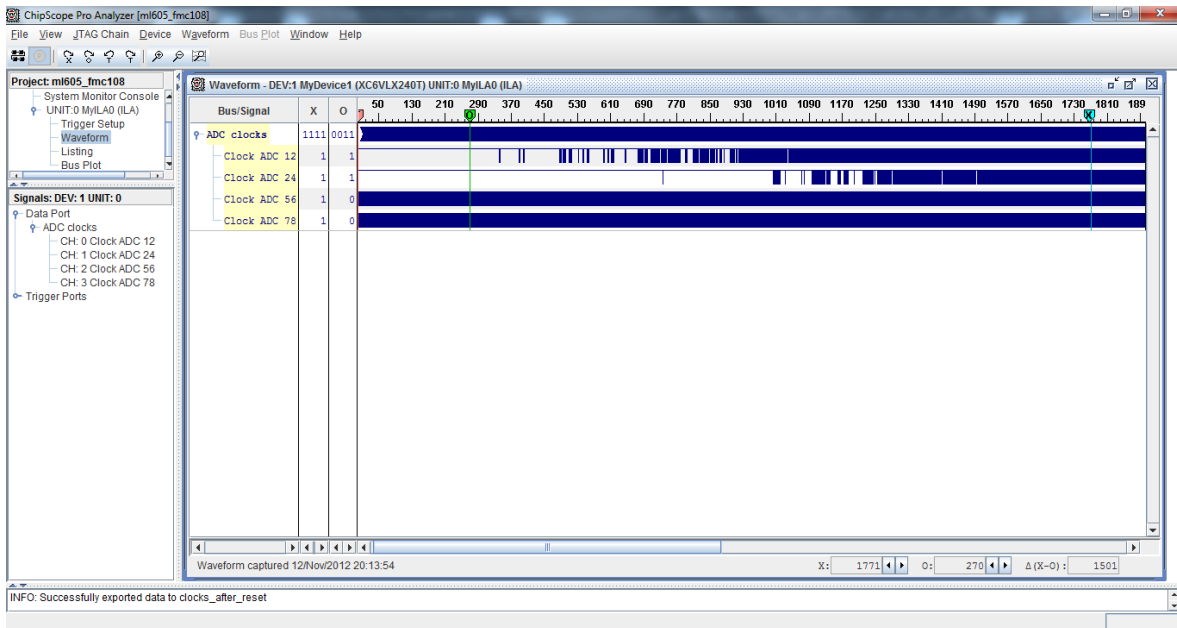 ChipScope Pro Analyzer [ml605_fmc108]
File View JTAG Chain Device Waveform Bus Plot Window Help
Project: ml605_fmc108
System Monitor Console
UNIT:0 MyILA0 (ILA)
Trigger Setup
Waveform
Listing
Bus Plot
Signals: DEV: 1 UNIT: 0
Data Port
ADC clocks
CH: 0 Clock ADC 12
CH: 1 Clock ADC 24
CH: 2 Clock ADC 56
CH: 3 Clock ADC 78
Trigger Ports
Waveform - DEV:1 MyDevice1 (XC6VLX240T) UNIT:0 MyILA0 (ILA)
Bus/Signal X O 50 130 210 290 370 450 530 610 690 770 850 930 1010 1090 1170 1250 1330 1410 1490 1570 1650 1730 1810 189
O X
ADC clocks 1111 0011
Clock ADC 12 1 1
Clock ADC 24 1 1
Clock ADC 56 1 0
Clock ADC 78 1 0
Waveform captured 12/Nov/2012 20:13:54 X: 1771 O: 270 Δ(X-O): 1501
INFO: Successfully exported data to clocks_after_reset